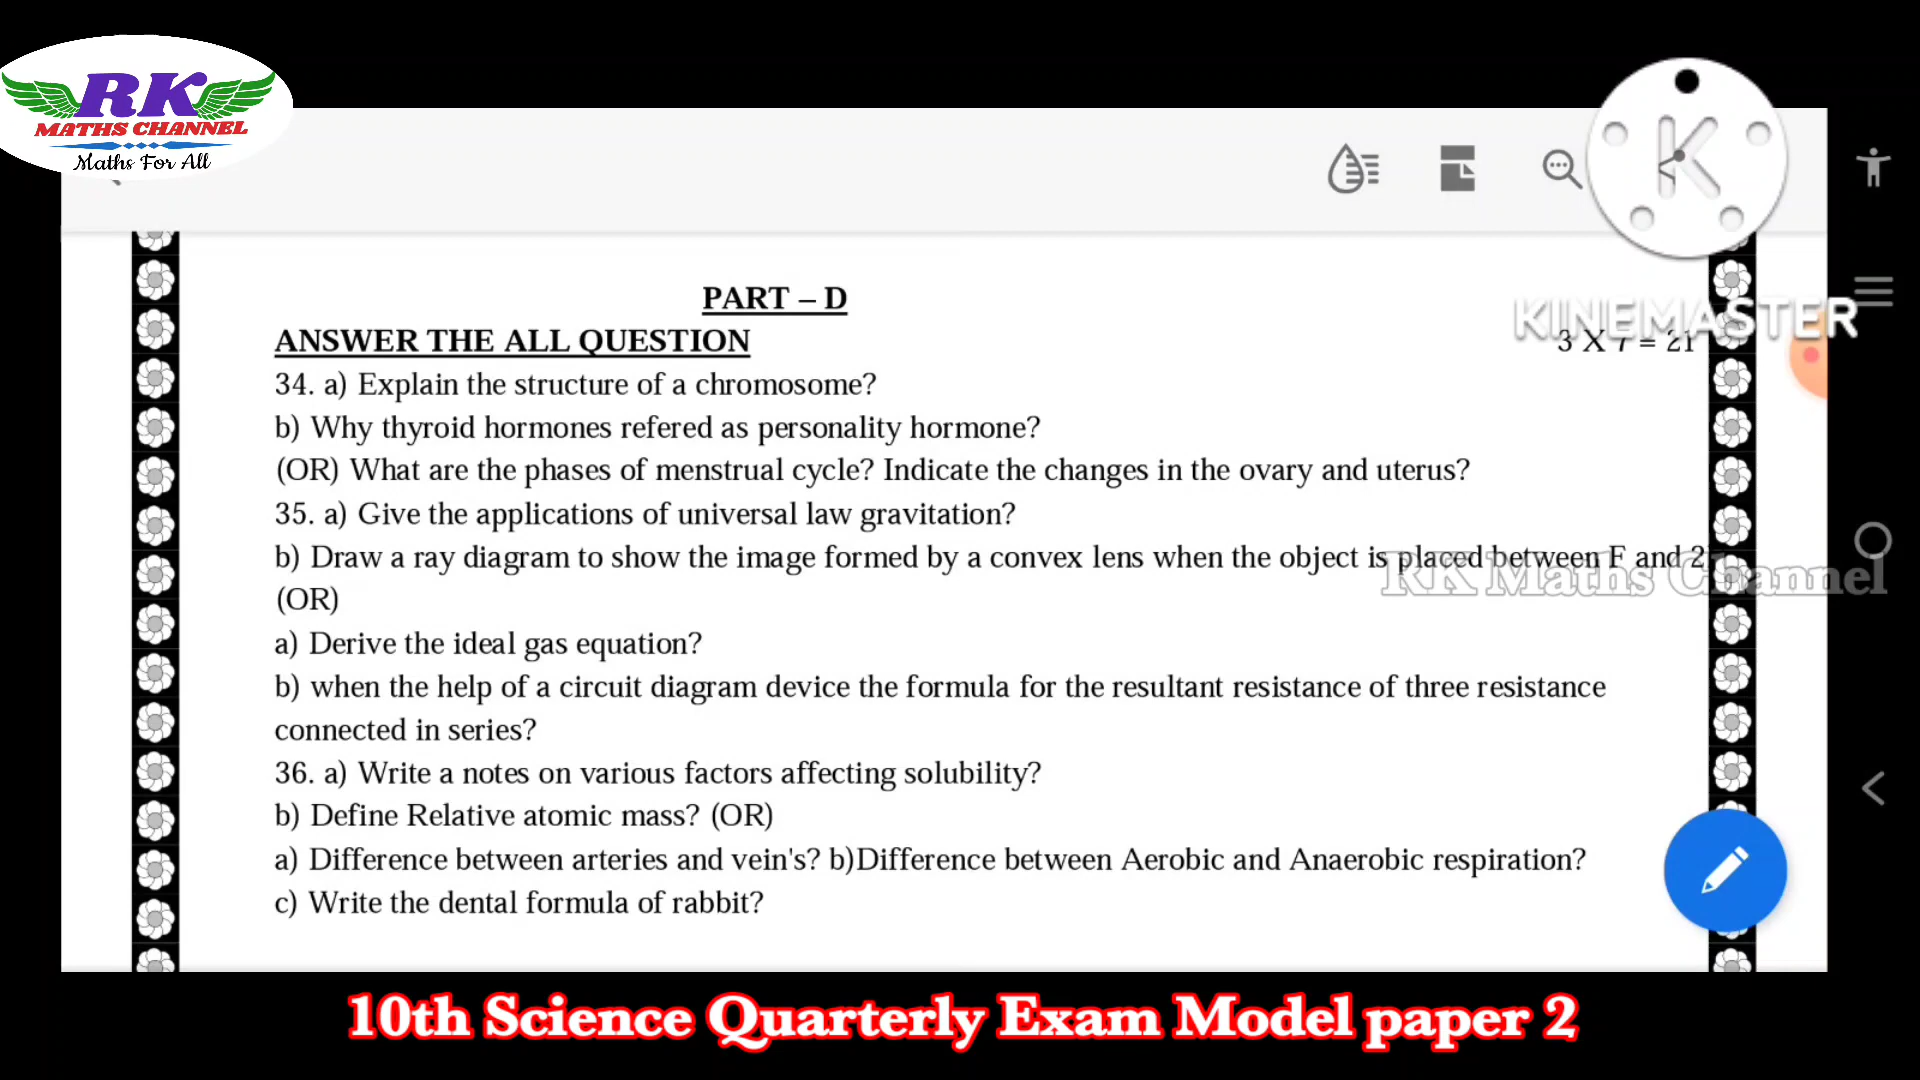 RK
MATHS CHANNEL
Maths For All
K
KINEMASTER
PART – D
ANSWER THE ALL QUESTION 3 X 7 = 21
34. a) Explain the structure of a chromosome?
b) Why thyroid hormones refered as personality hormone?
(OR) What are the phases of menstrual cycle? Indicate the changes in the ovary and uterus?
35. a) Give the applications of universal law gravitation?
b) Draw a ray diagram to show the image formed by a convex lens when the object is placed between F and 2
RK Maths Channel
(OR)
a) Derive the ideal gas equation?
b) when the help of a circuit diagram device the formula for the resultant resistance of three resistance
connected in series?
36. a) Write a notes on various factors affecting solubility?
b) Define Relative atomic mass? (OR)
a) Difference between arteries and vein's? b)Difference between Aerobic and Anaerobic respiration?
c) Write the dental formula of rabbit?
10th Science Quarterly Exam Model paper 2